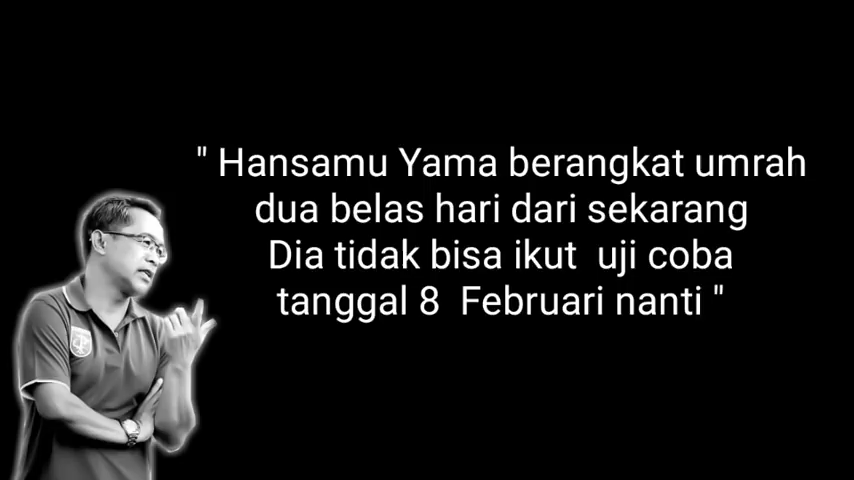 " Hansamu Yama berangkat umrah
dua belas hari dari sekarang
Dia tidak bisa ikut  uji coba
tanggal 8  Februari nanti "